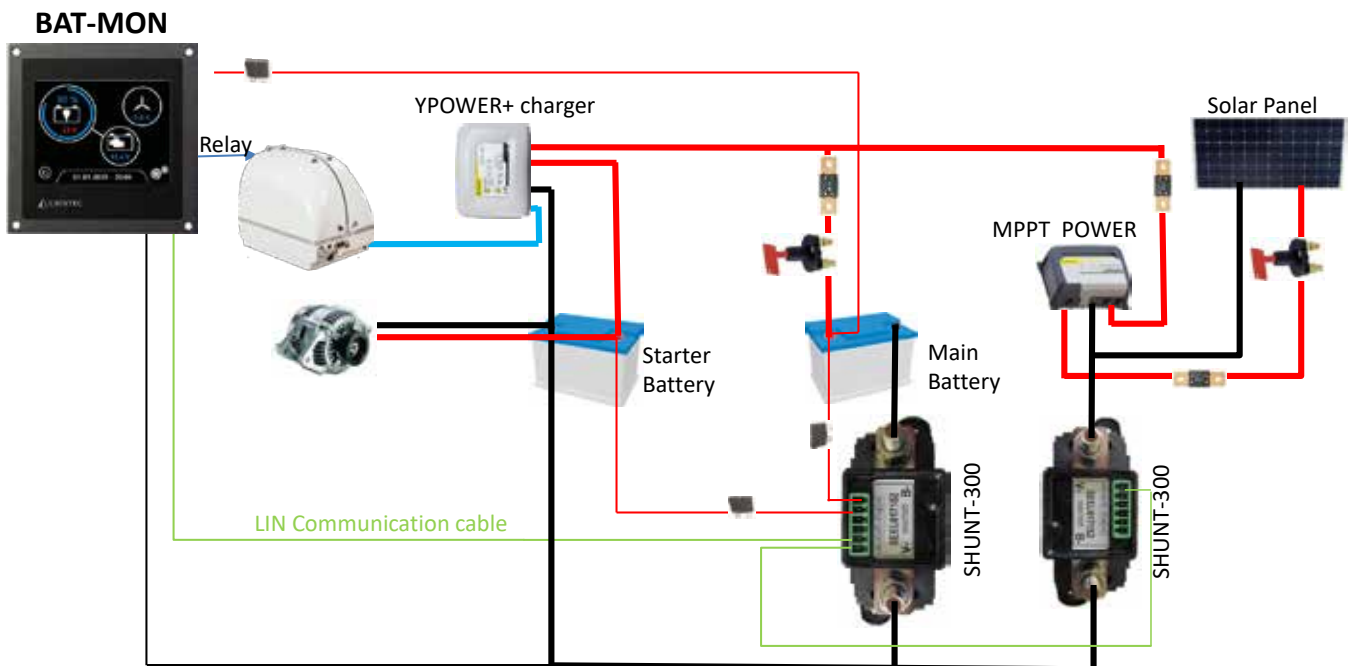 BAT-MON
YPOWER+ charger
Solar Panel
Relay
MPPT POWER
Starter
Battery
Main
Battery
SHUNT-300
SHUNT-300
LIN Communication cable